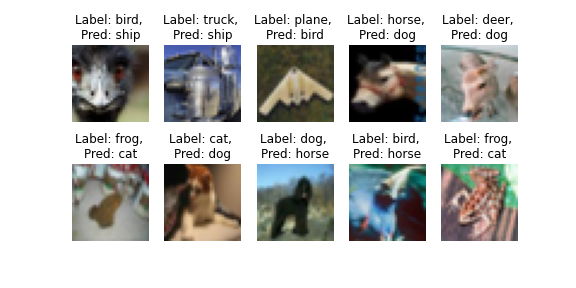 Label: bird,
Pred: ship
Label: truck,
Pred: ship
Label: plane,
Pred: bird
Label: horse,
Pred: dog
Label: deer,
Pred: dog
Label: frog,
Pred: cat
Label: cat,
Pred: dog
Label: dog,
Pred: horse
Label: bird,
Pred: horse
Label: frog,
Pred: cat